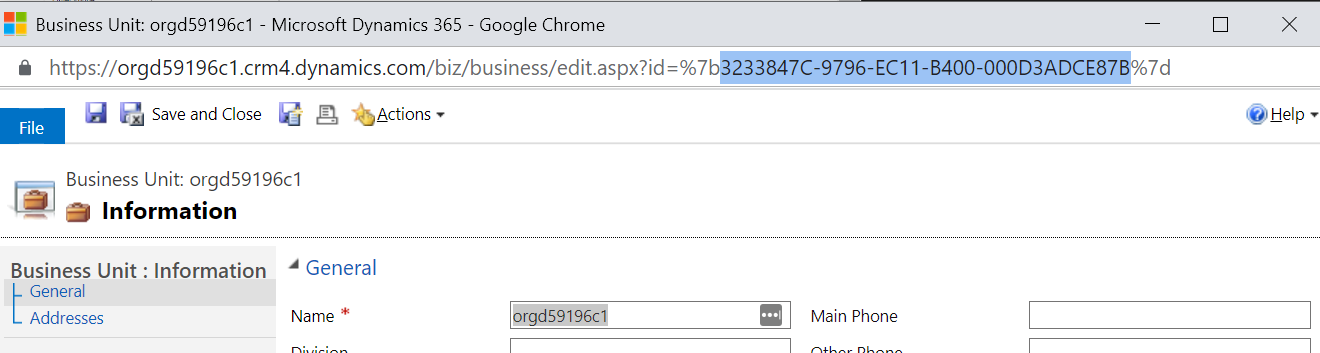 Business Unit: orgd59196c1 - Microsoft Dynamics 365 - Google Chrome
https://orgd59196c1.crm4.dynamics.com/biz/business/edit.aspx?id=%7b3233847C-9796-EC11-B400-000D3ADCE87B%7d
File Save and Close Actions Help
Business Unit: orgd59196c1
Information
Business Unit : Information
General
Addresses
General
Name * orgd59196c1 Main Phone
Division Other Phone